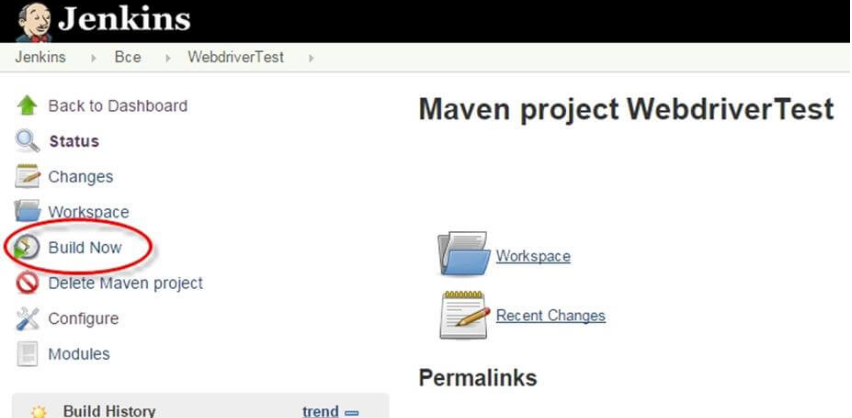 Jenkins
Jenkins Все WebdriverTest
Back to Dashboard
Status
Changes
Workspace
Build Now
Delete Maven project
Configure
Modules
Build History trend
Maven project WebdriverTest
Workspace
Recent Changes
Permalinks